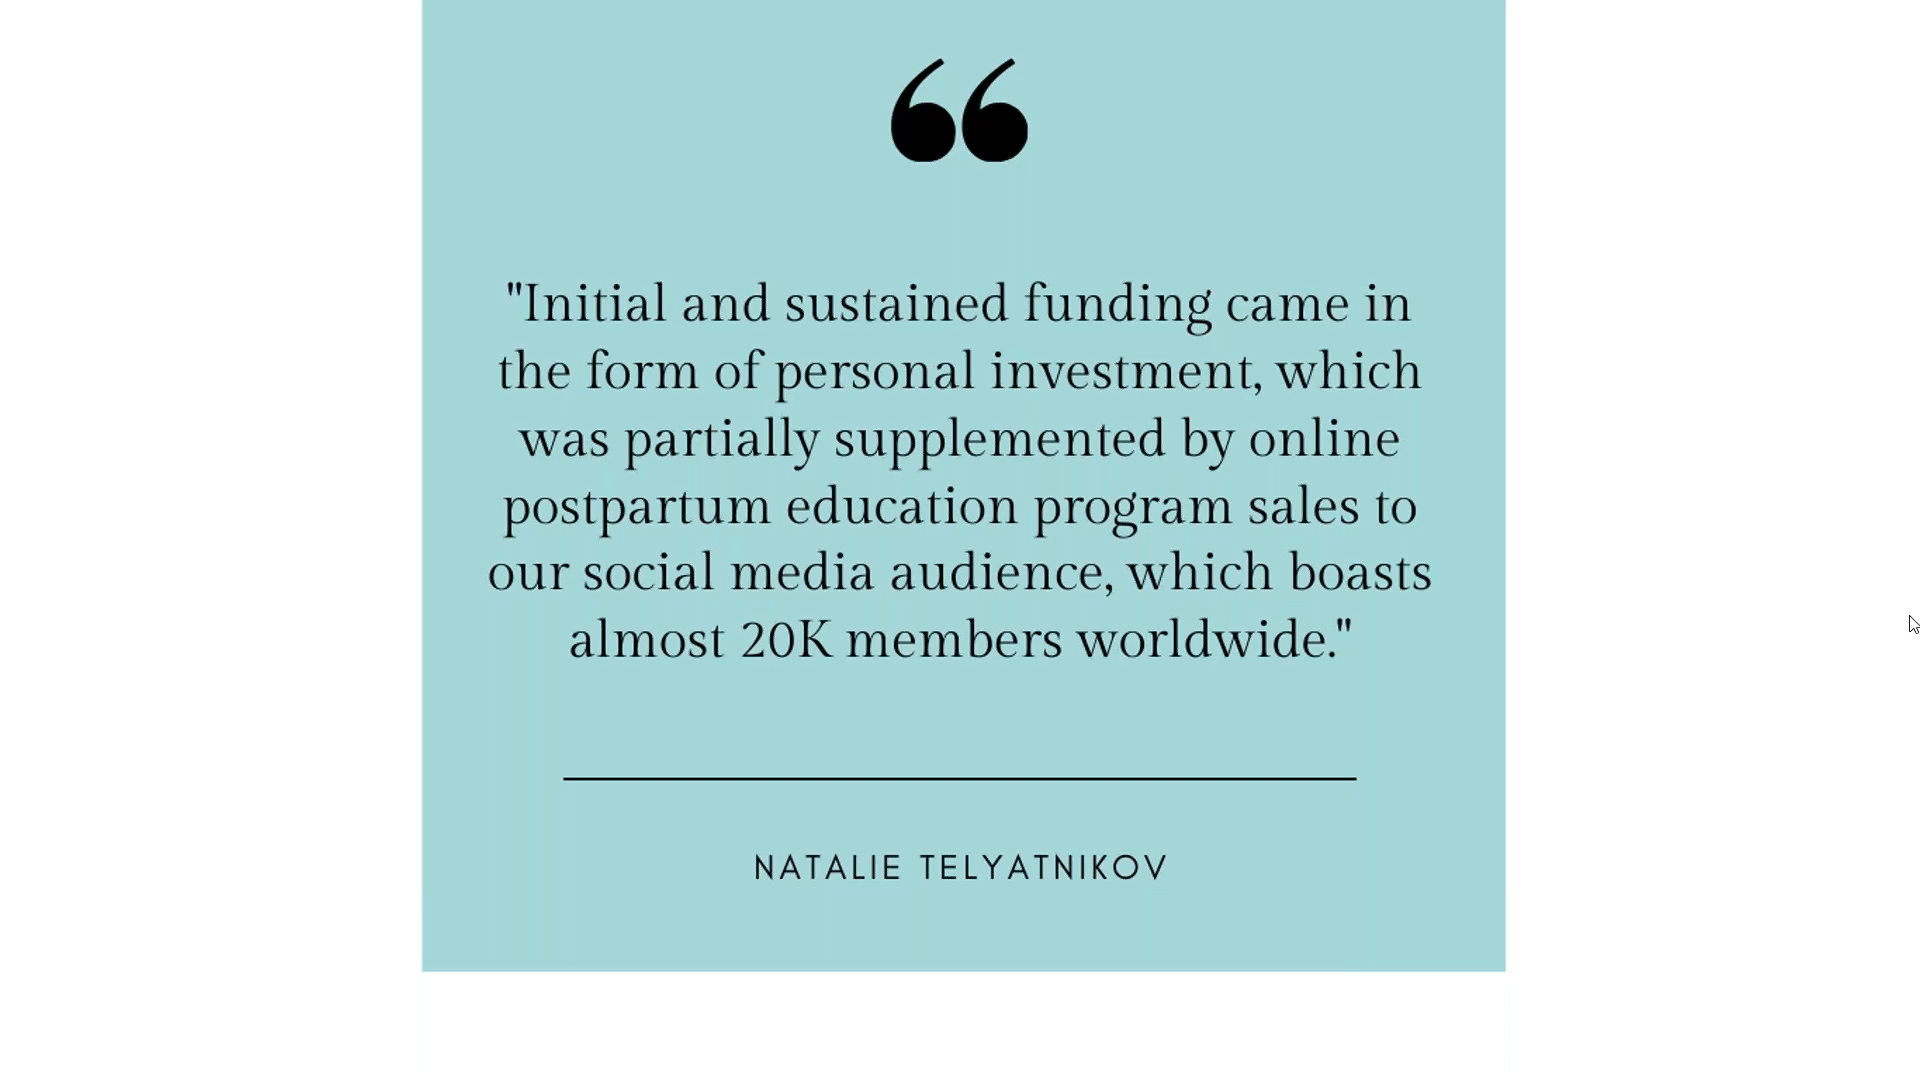 "Initial and sustained funding came in
the form of personal investment, which
was partially supplemented by online
postpartum education program sales to
our social media audience, which boasts
almost 20K members worldwide."
NATALIE TELYATNIKOV